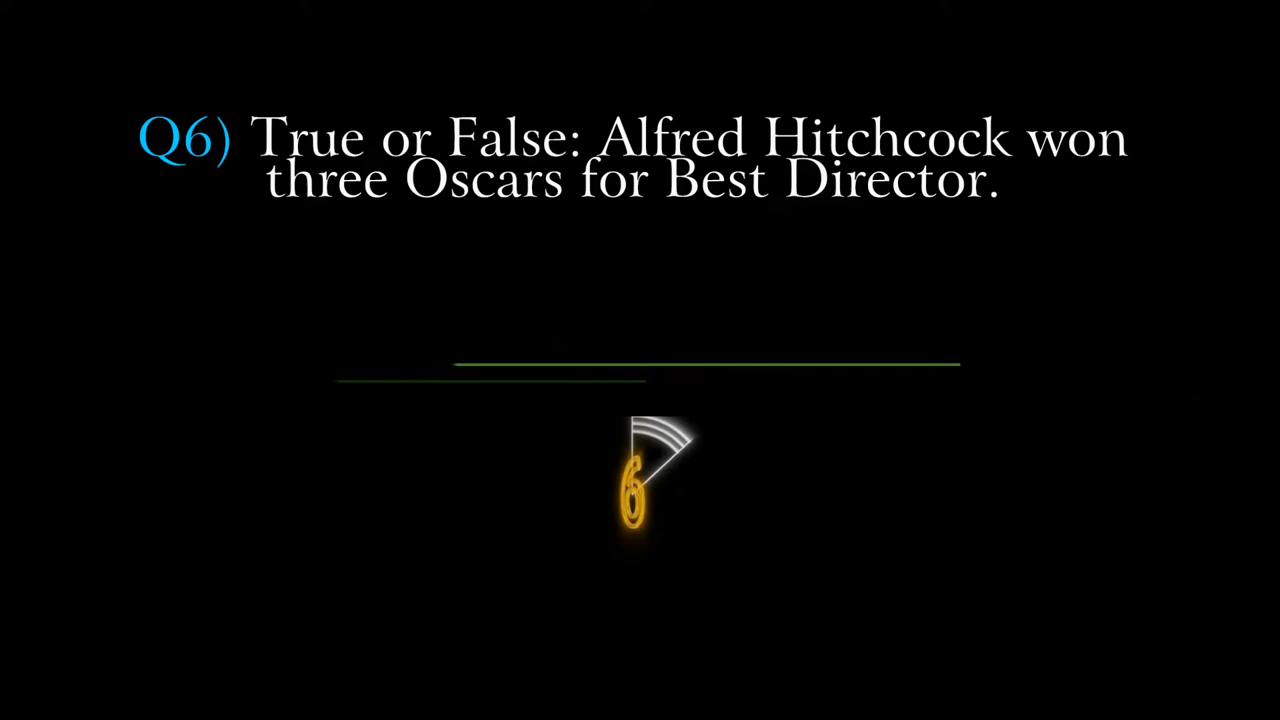 Q6) True or False: Alfred Hitchcock won
three Oscars for Best Director.
6